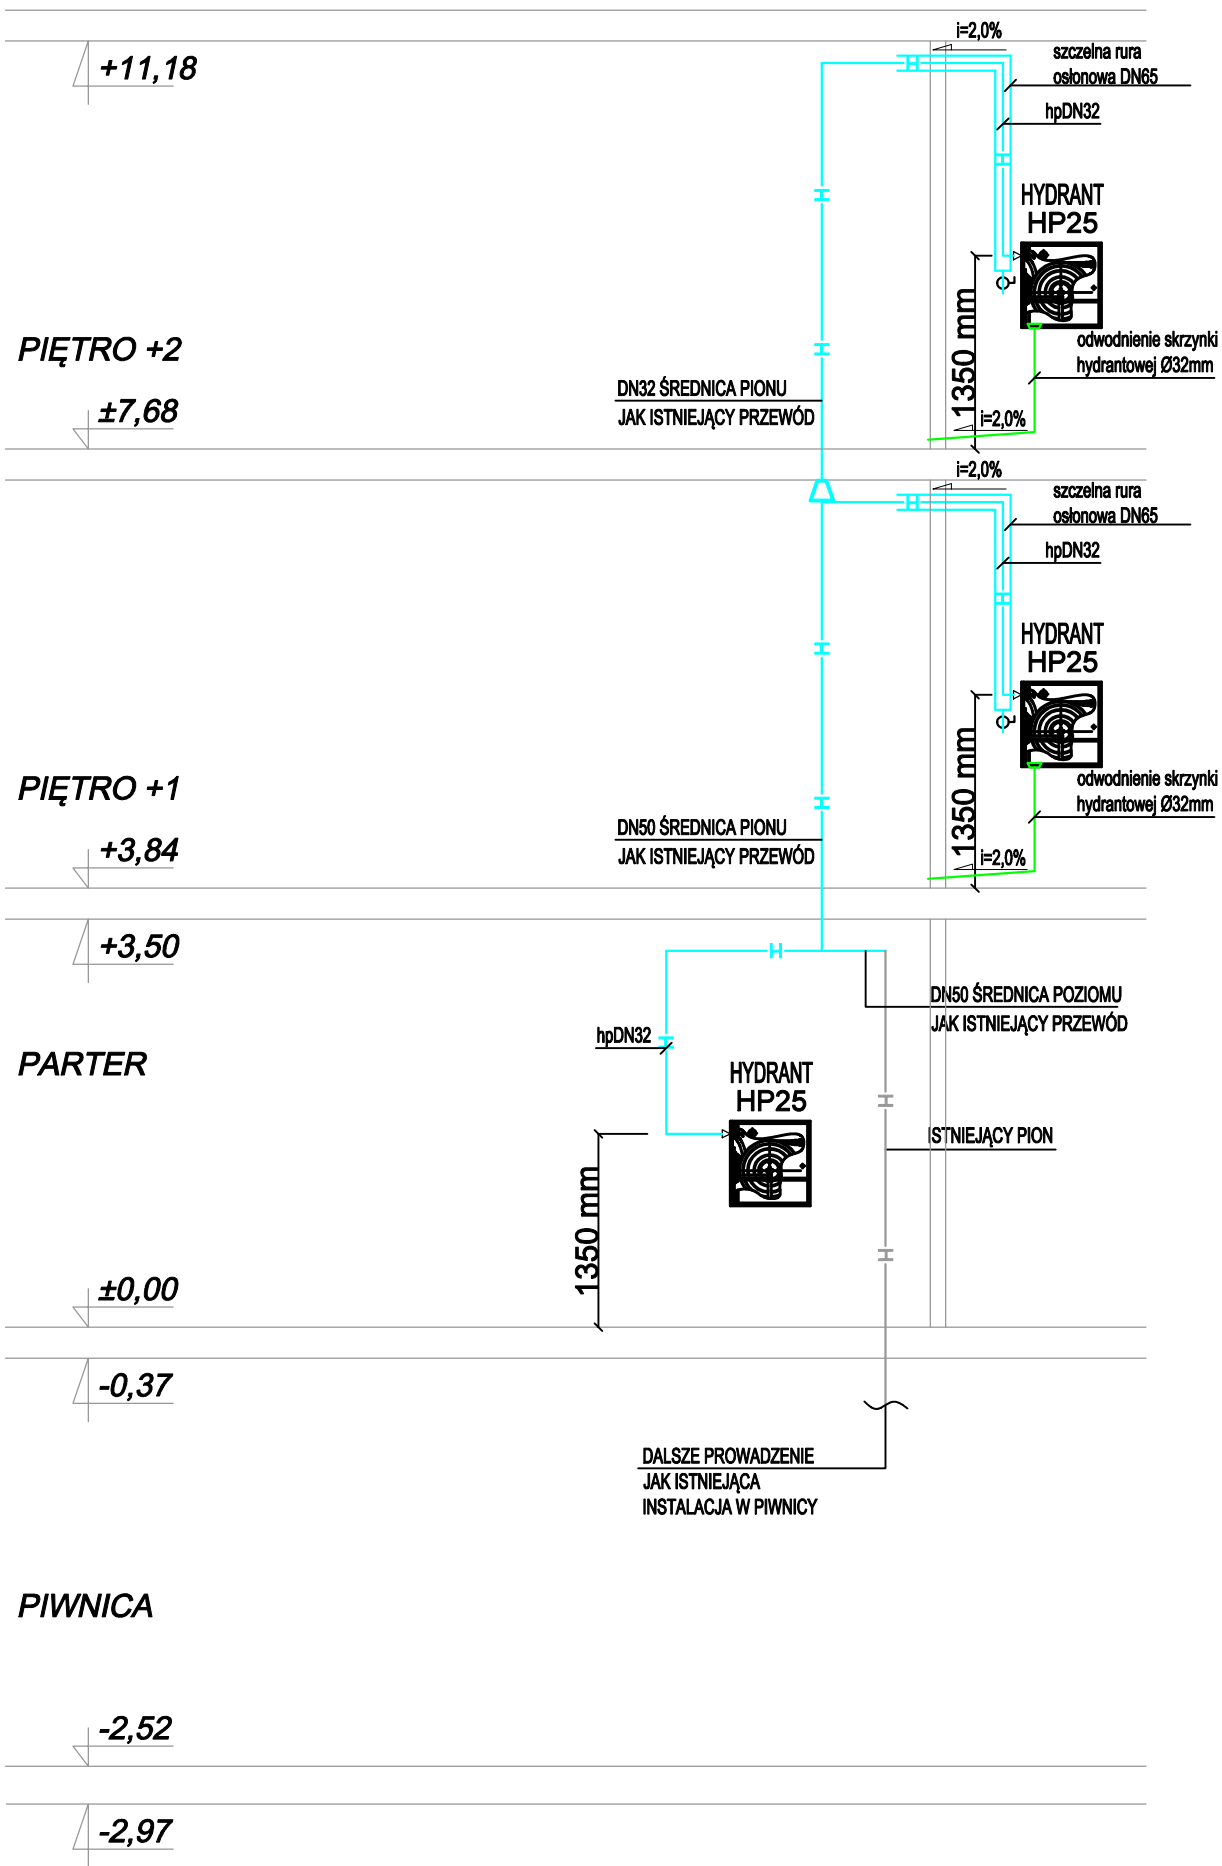 i=2,0%
szczelna rura
osłonowa DN65
+11,18
hpDN32
HYDRANT
HP25
1350 mm
PIĘTRO +2
odwodnienie skrzynki
hydrantowej Ø32mm
DN32 ŚREDNICA PIONU
JAK ISTNIEJĄCY PRZEWÓD
±7,68
i=2,0%
i=2,0%
szczelna rura
osłonowa DN65
hpDN32
HYDRANT
HP25
1350 mm
PIĘTRO +1
odwodnienie skrzynki
hydrantowej Ø32mm
DN50 ŚREDNICA PIONU
JAK ISTNIEJĄCY PRZEWÓD
+3,84
i=2,0%
+3,50
DN50 ŚREDNICA POZIOMU
JAK ISTNIEJĄCY PRZEWÓD
hpDN32
PARTER
HYDRANT
HP25
ISTNIEJĄCY PION
1350 mm
±0,00
-0,37
DALSZE PROWADZENIE
JAK ISTNIEJĄCA
INSTALACJA W PIWNICY
PIWNICA
-2,52
-2,97